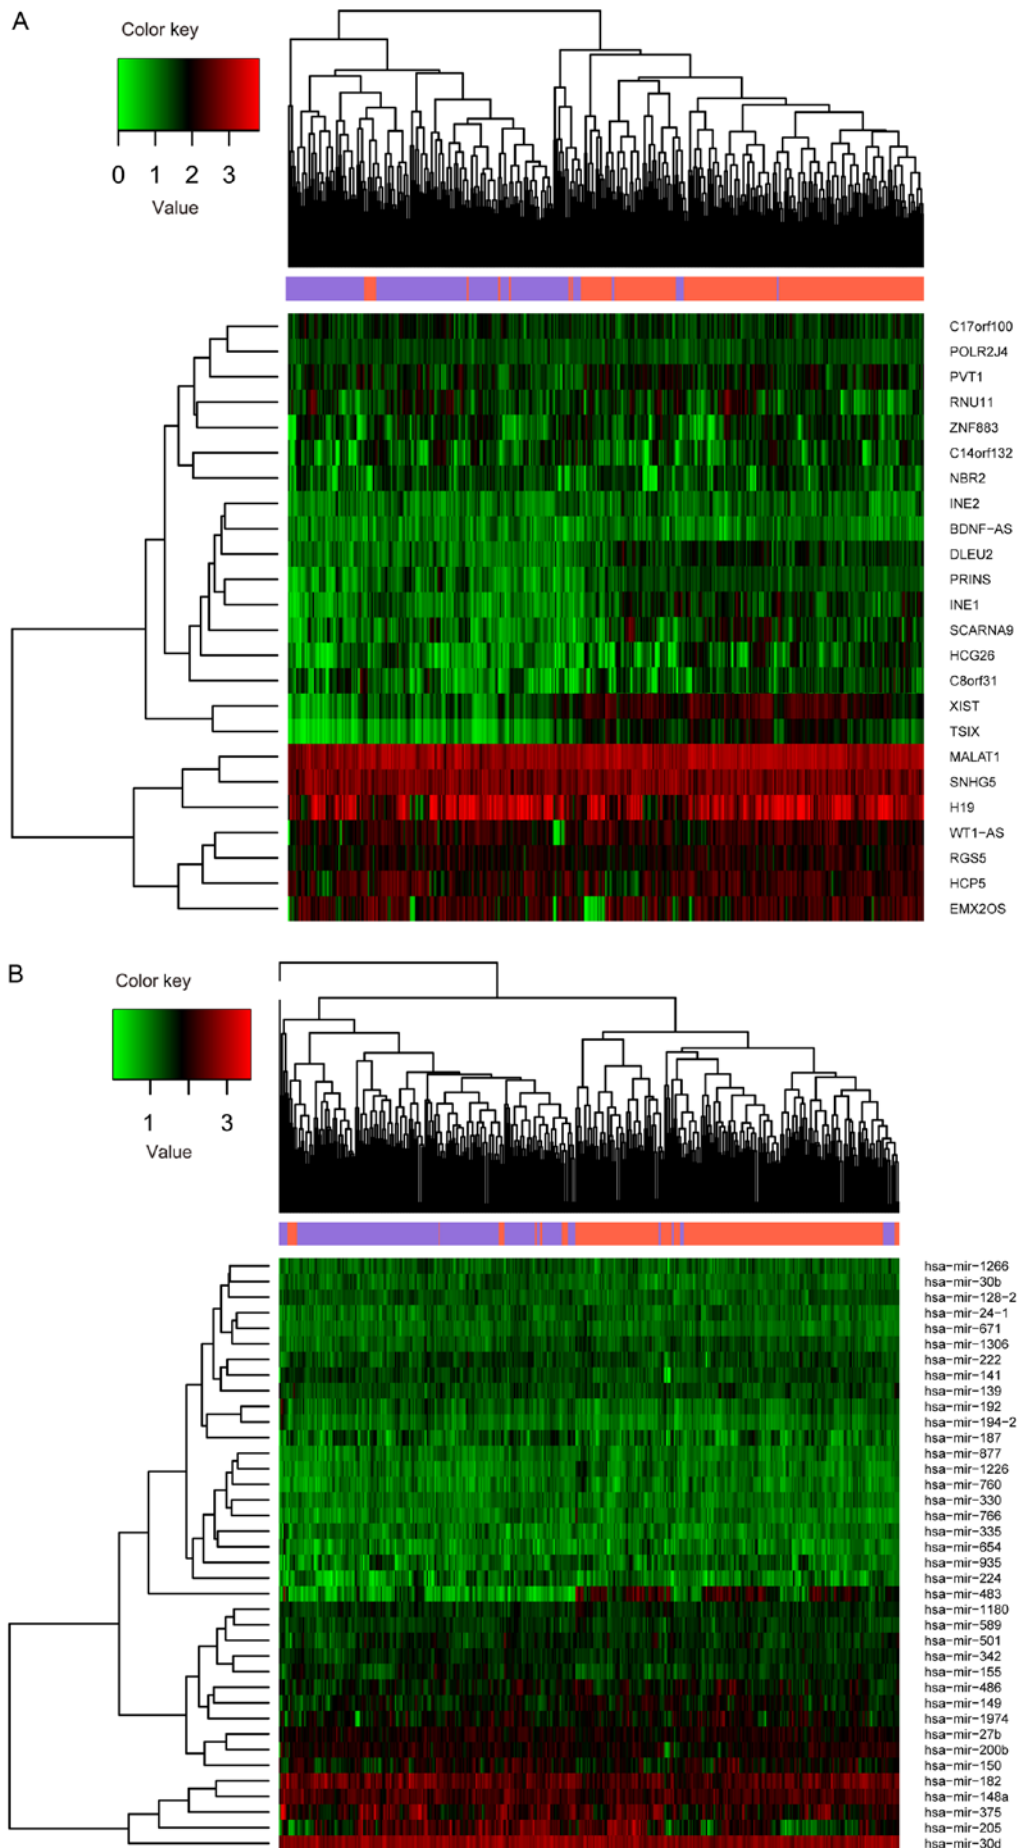 A
Color key
0 1 2 3
Value
C17orf100
POLR2J4
PVT1
RNU11
ZNF883
C14orf132
NBR2
INE2
BDNF-AS
DLEU2
PRINS
INE1
SCARNA9
HCG26
C8orf31
XIST
TSIX
MALAT1
SNHG5
H19
WT1-AS
RGS5
HCP5
EMX2OS
B
Color key
1 3
Value
hsa-mir-1266
hsa-mir-30b
hsa-mir-128-2
hsa-mir-24-1
hsa-mir-671
hsa-mir-1306
hsa-mir-222
hsa-mir-141
hsa-mir-139
hsa-mir-192
hsa-mir-194-2
hsa-mir-187
hsa-mir-877
hsa-mir-1226
hsa-mir-760
hsa-mir-330
hsa-mir-766
hsa-mir-335
hsa-mir-654
hsa-mir-935
hsa-mir-224
hsa-mir-483
hsa-mir-1180
hsa-mir-589
hsa-mir-501
hsa-mir-342
hsa-mir-155
hsa-mir-486
hsa-mir-149
hsa-mir-1974
hsa-mir-27b
hsa-mir-200b
hsa-mir-150
hsa-mir-182
hsa-mir-148a
hsa-mir-375
hsa-mir-205
hsa-mir-30d